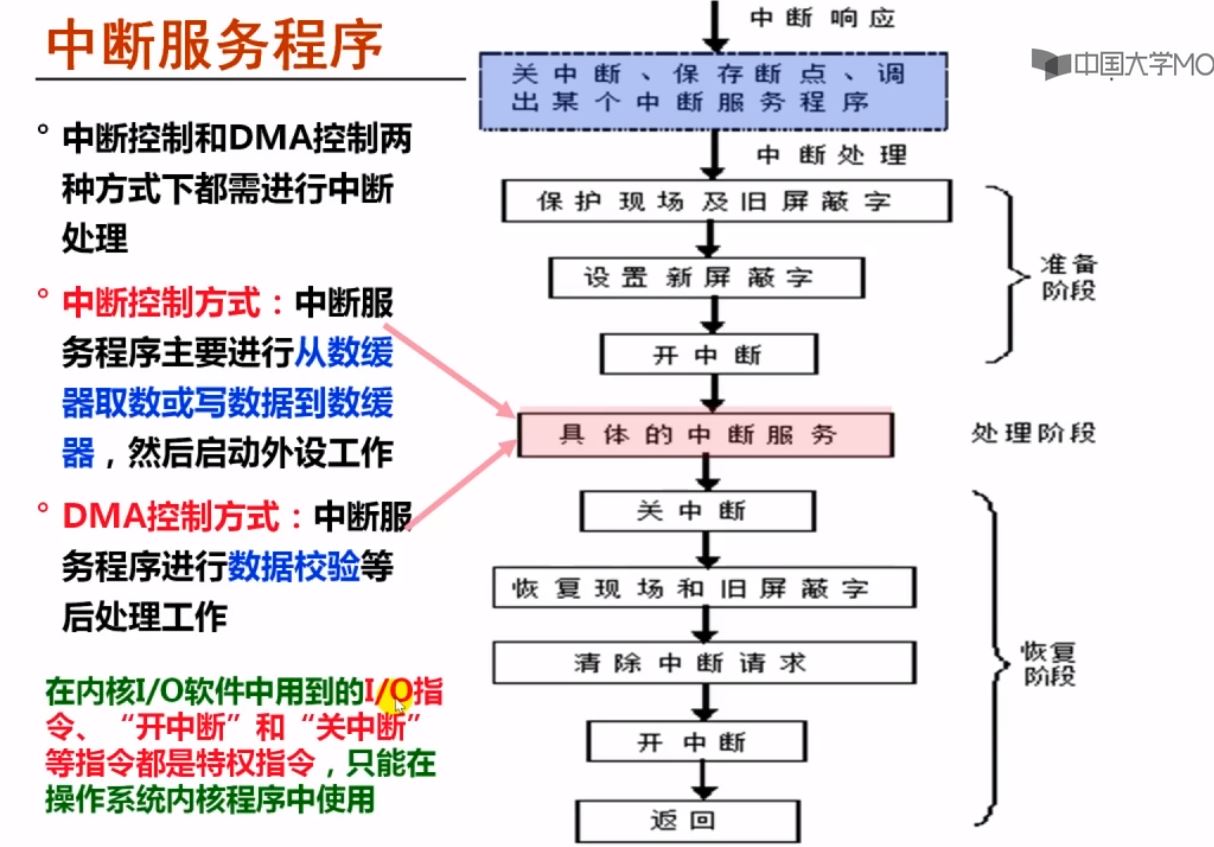 中断服务程序
中断控制和DMA控制两
种方式下都需进行中断
处理
中断控制方式：中断服
务程序主要进行从数缓
器取数或写数据到数缓
器，然后启动外设工作
DMA控制方式：中断服
务程序进行数据校验等
后处理工作
在内核I/O软件中用到的I/O指
令、“开中断”和“关中断”
等指令都是特权指令，只能在
操作系统内核程序中使用
中断响应
关中断、保存断点、调
出某个中断服务程序
中断处理
保护现场及旧屏蔽字
设置新屏蔽字
开中断
准备
阶段
具体的中断服务
处理阶段
关中断
恢复现场和旧屏蔽字
清除中断请求
开中断
返回
恢复
阶段
中国大学MO